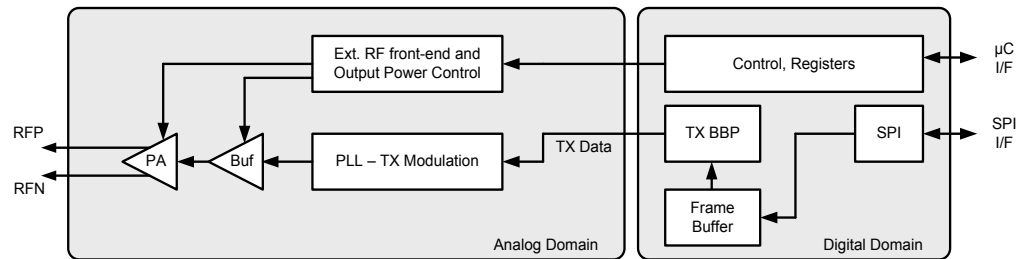 Ext. RF front-end and
Output Power Control
Control, Registers
µC
I/F
RFP
RFN
PA
Buf
PLL – TX Modulation
TX Data
TX BBP
SPI
SPI
I/F
Frame
Buffer
Analog Domain
Digital Domain